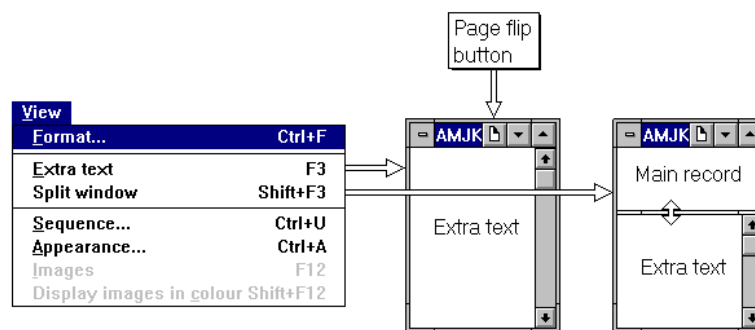 Page flip
button
View
Format... Ctrl+F
Extra text F3
Split window Shift+F3
Sequence... Ctrl+U
Appearance... Ctrl+A
Images F12
Display images in colour Shift+F12
AMJK
Extra text
AMJK
Main record
Extra text